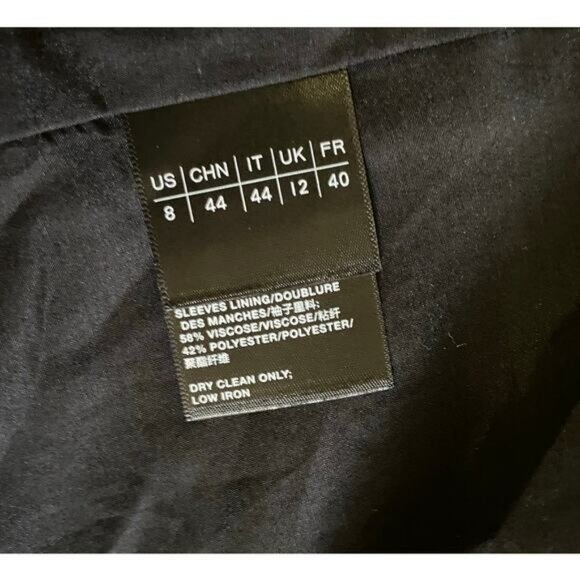 US | CHN | IT | UK | FR
8 | 44 | 44 | 12 | 40
SLEEVES LINING/DOUBLURE
DES MANCHES/袖子里料:
58% VISCOSE/VISCOSE/粘纤
42% POLYESTER/POLYESTER/
聚酯纤维
DRY CLEAN ONLY;
LOW IRON